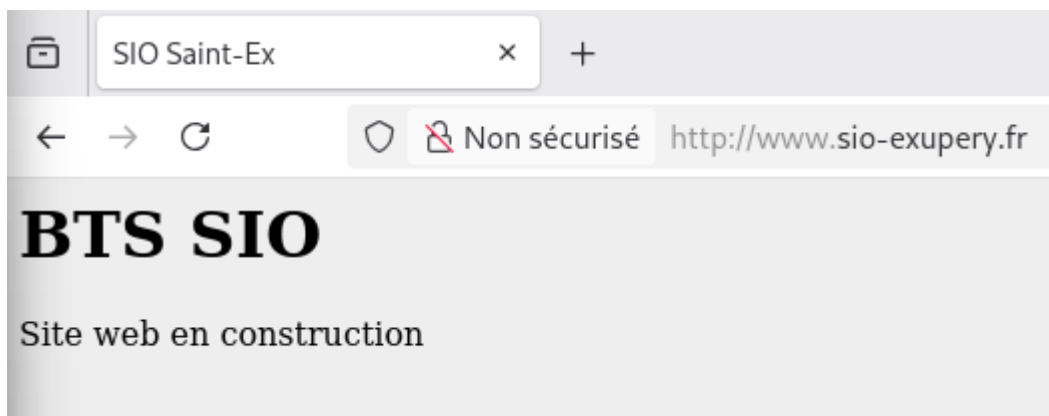 SIO Saint-Ex
Non sécurisé http://www.sio-exupery.fr
BTS SIO
Site web en construction